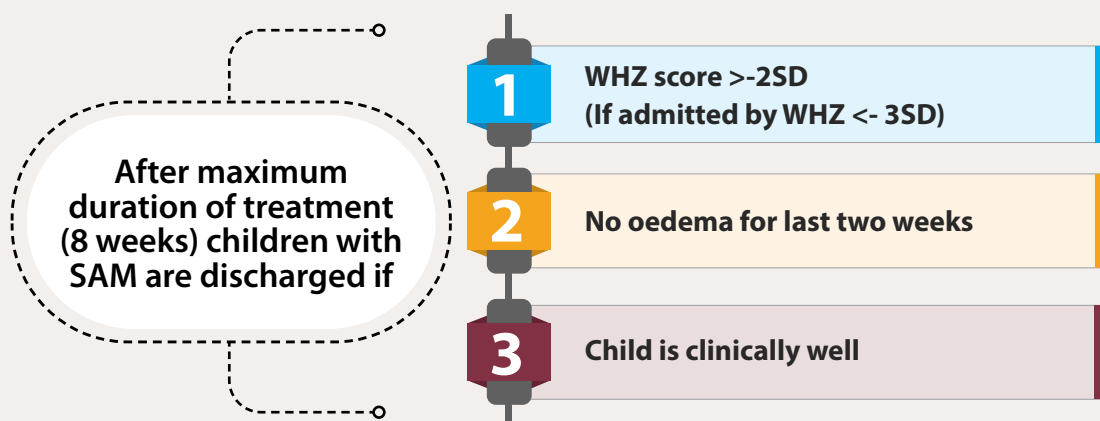 After maximum
duration of treatment
(8 weeks) children with
SAM are discharged if
1
WHZ score >-2SD
(If admitted by WHZ <- 3SD)
2
No oedema for last two weeks
3
Child is clinically well